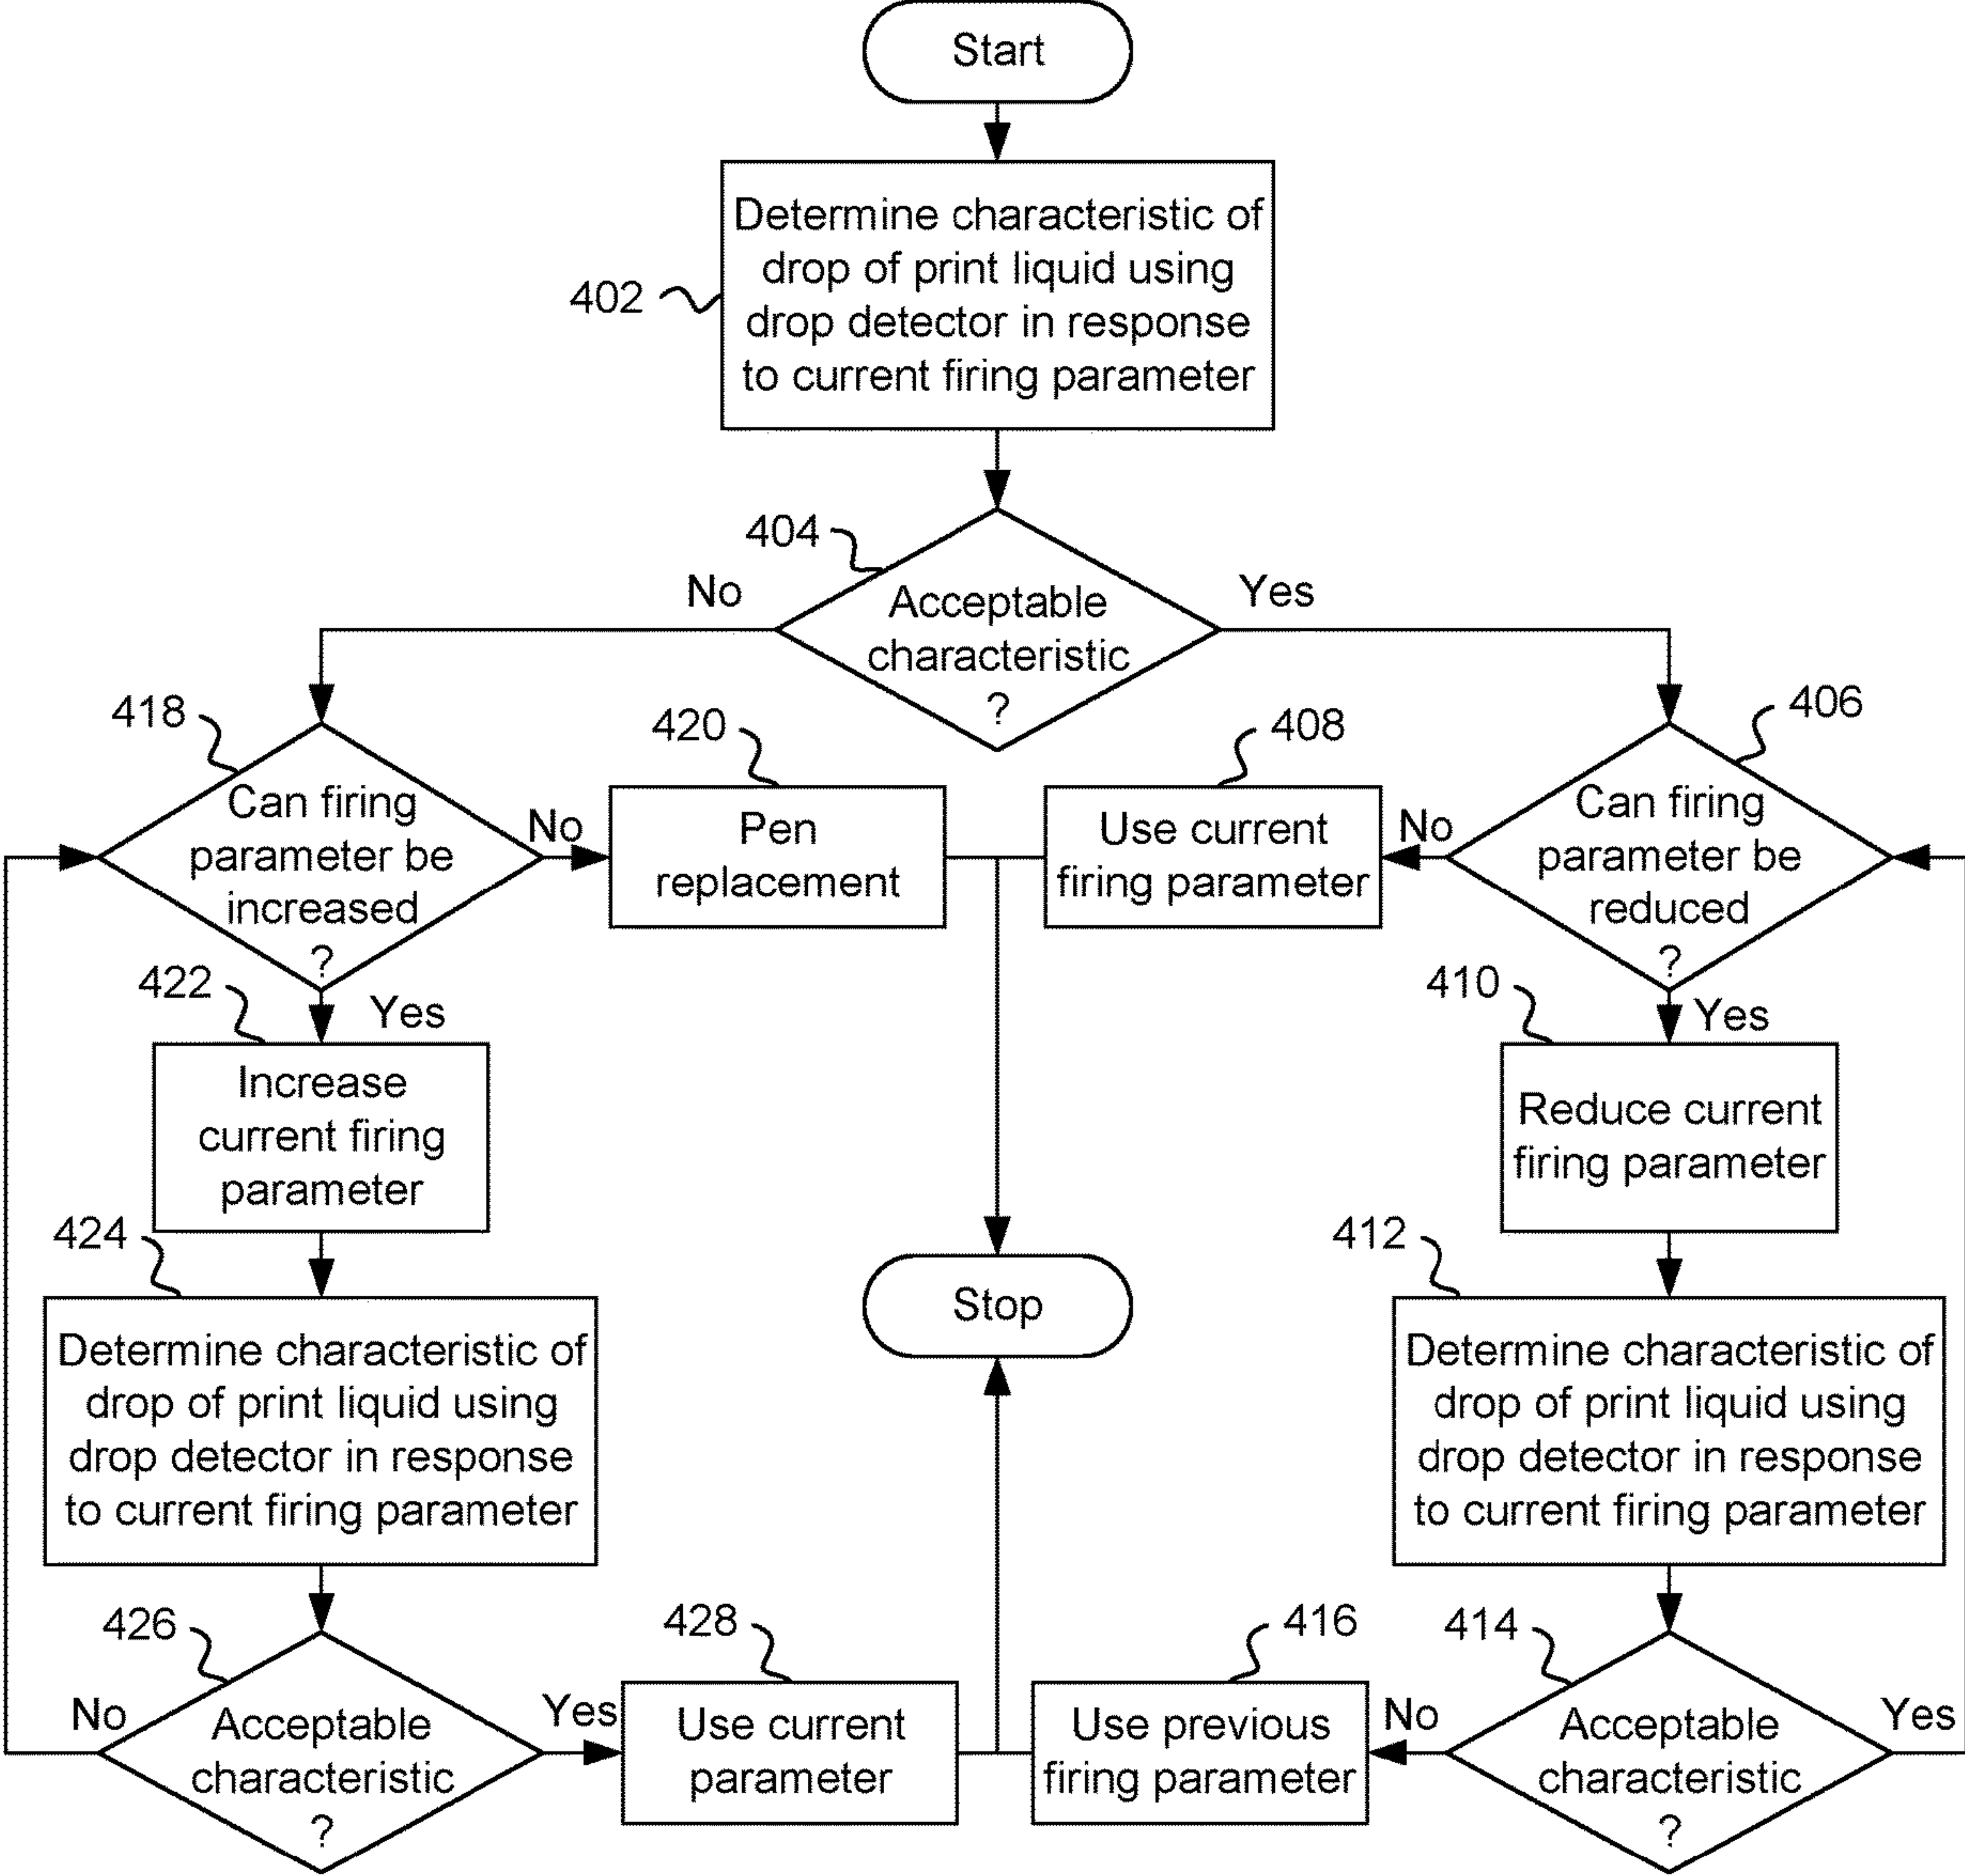 Start
Determine characteristic of
drop of print liquid using
drop detector in response
to current firing parameter
402
404
No
Yes
Acceptable
characteristic
?
418
420
408
406
Can firing
parameter be
increased
?
No
Pen
replacement
Use current
firing parameter
No
Can firing
parameter be
reduced
?
422
Yes
410
Yes
Increase
current firing
parameter
Reduce current
firing parameter
424
412
Determine characteristic of
drop of print liquid using
drop detector in response
to current firing parameter
Stop
Determine characteristic of
drop of print liquid using
drop detector in response
to current firing parameter
426
428
416
414
No
Acceptable
characteristic
?
Yes
Use current
parameter
Use previous
firing parameter
No
Acceptable
characteristic
?
Yes